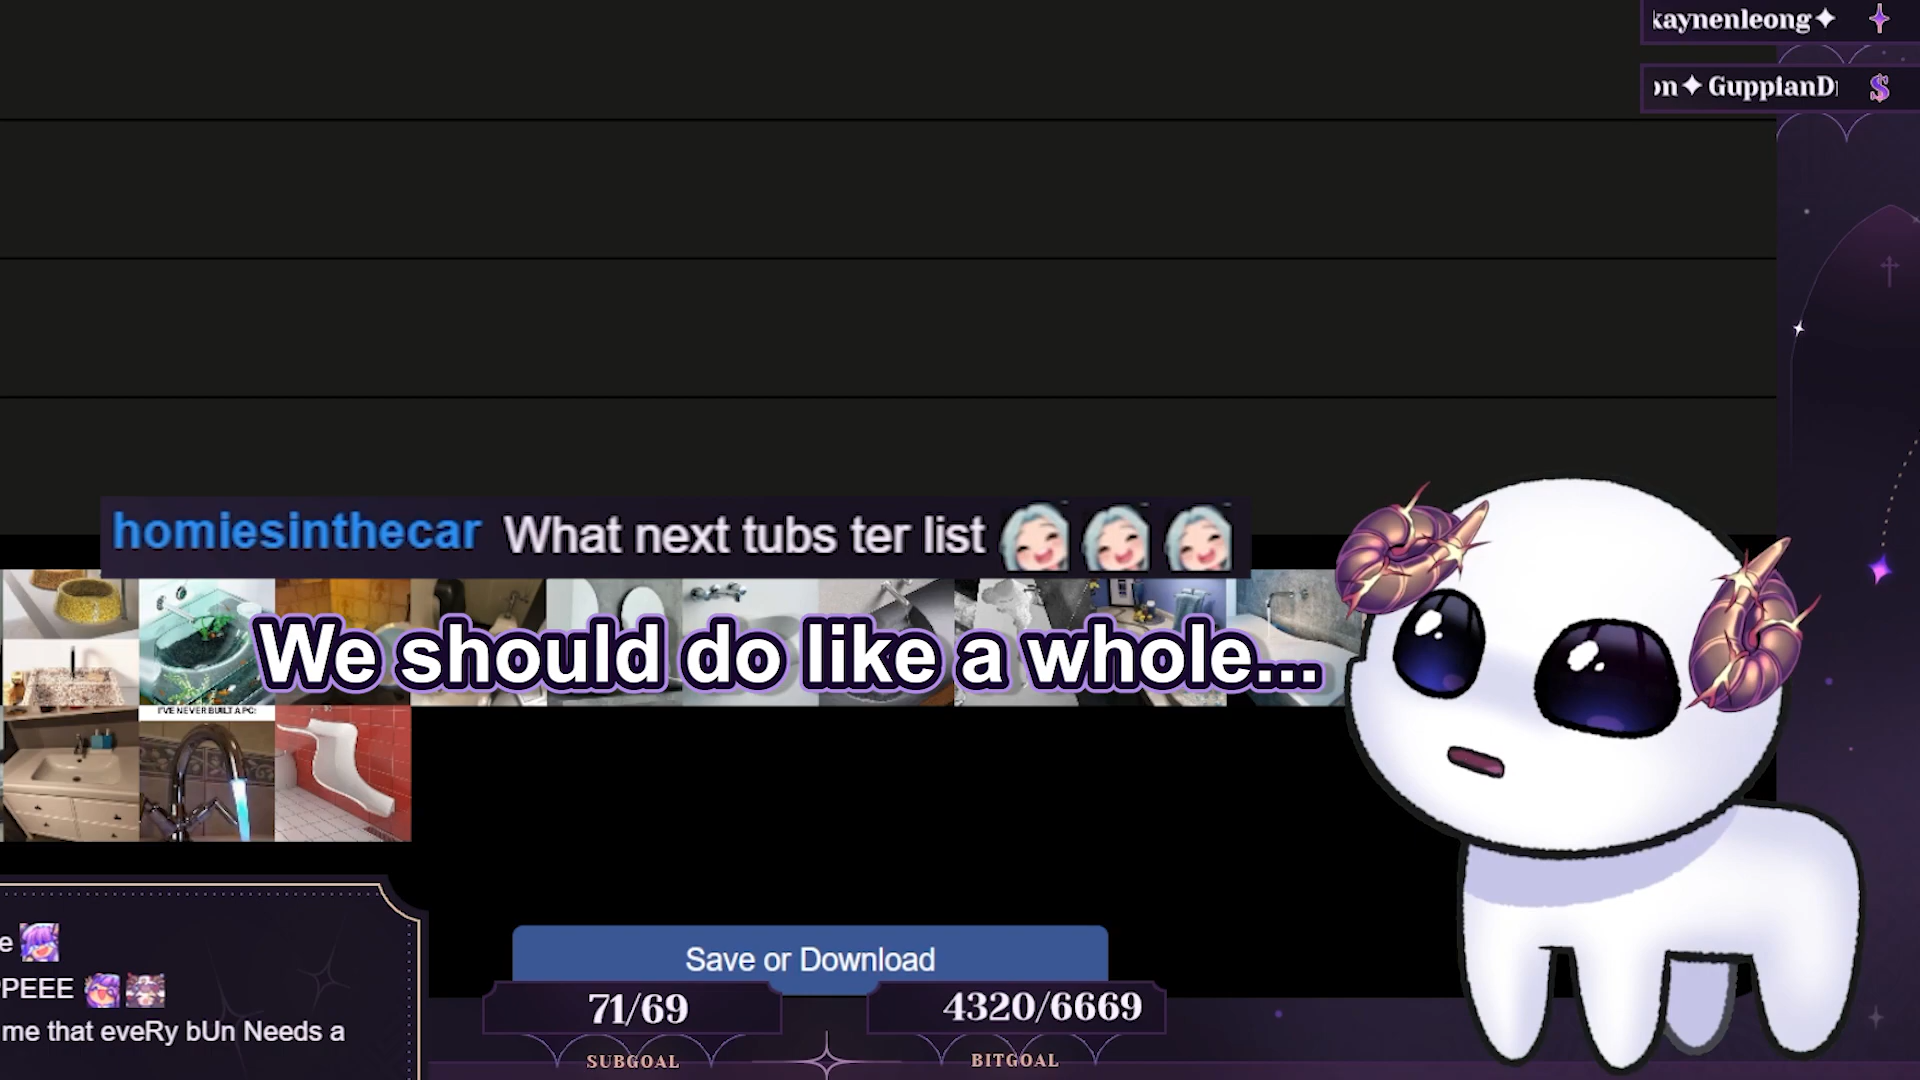 kaynenleong✦
on✦GuppianD
$
homiesinthecar What next tubs ter list
We should do like a whole...
I'VE NEVER BUILT A PC:
e
PEEE
me that eveRy bUn Needs a
Save or Download
71/69
4320/6669
SUBGOAL
BITGOAL